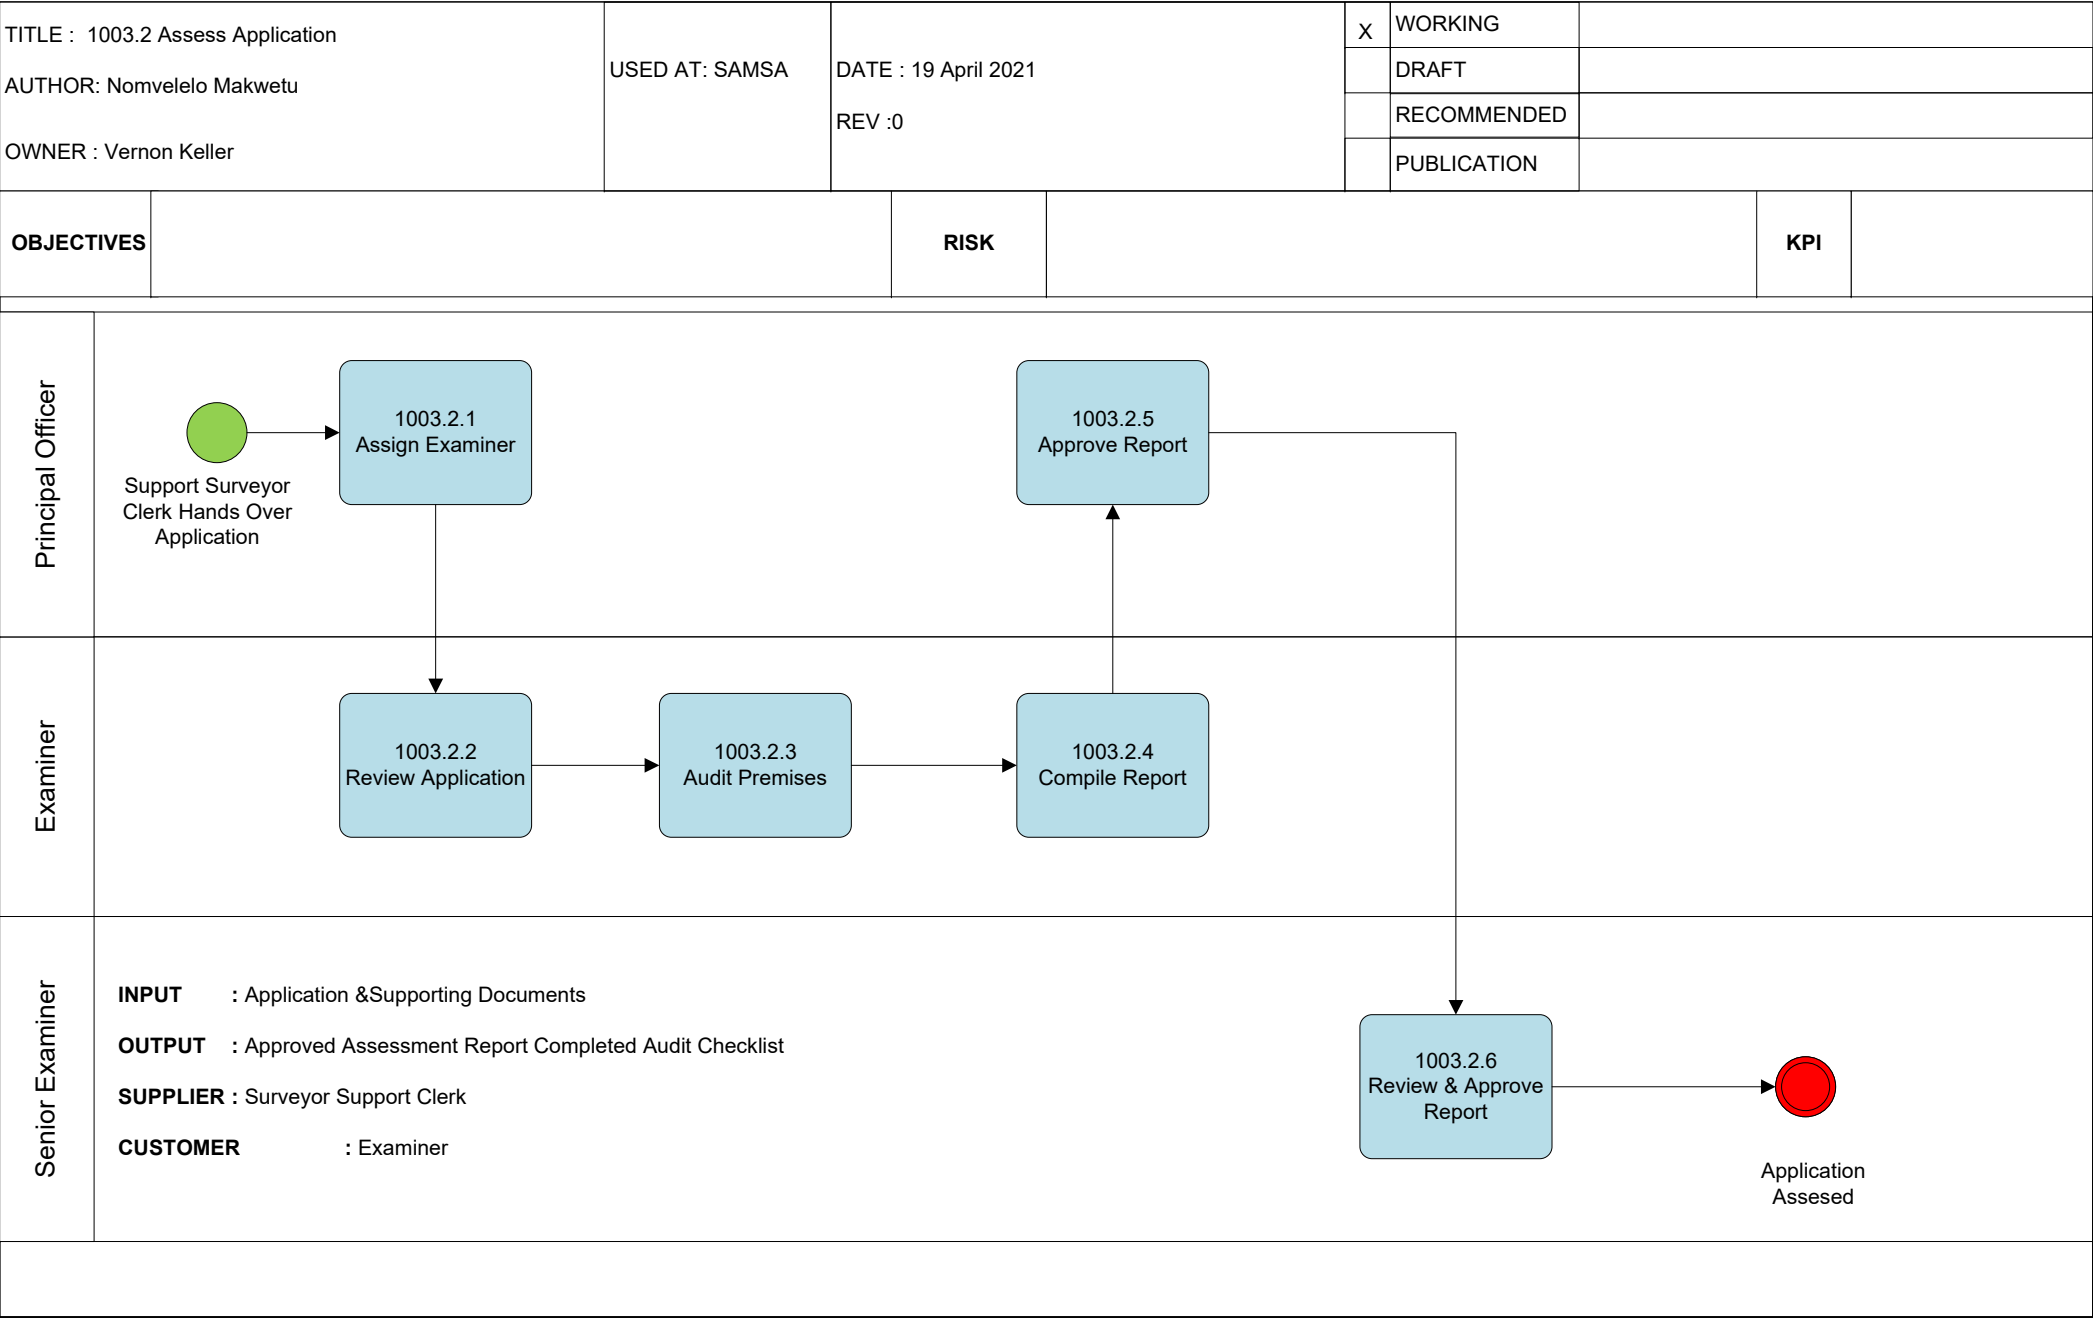 TITLE :  1003.2 Assess Application
AUTHOR: Nomvelelo Makwetu
OWNER : Vernon Keller
USED AT: SAMSA
DATE : 19 April 2021
REV :0
X
WORKING
DRAFT
RECOMMENDED
PUBLICATION
OBJECTIVES
RISK
KPI
Principal Officer
Support Surveyor
Clerk Hands Over
Application
1003.2.1
Assign Examiner
1003.2.5
Approve Report
Examiner
1003.2.2
Review Application
1003.2.3
Audit Premises
1003.2.4
Compile Report
Senior Examiner
INPUT : Application &Supporting Documents
OUTPUT : Approved Assessment Report Completed Audit Checklist
SUPPLIER : Surveyor Support Clerk
CUSTOMER : Examiner
1003.2.6
Review & Approve
Report
Application
Assesed